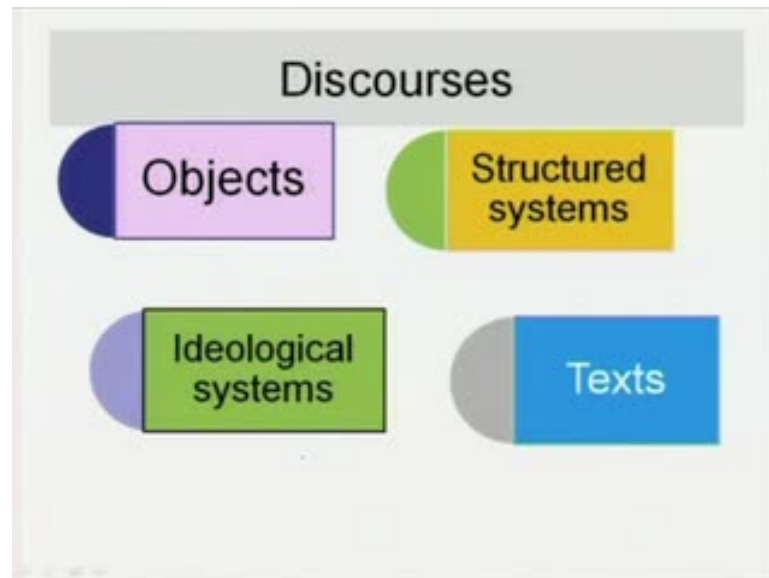 Discourses
Objects
Structured
systems
Ideological
systems
Texts